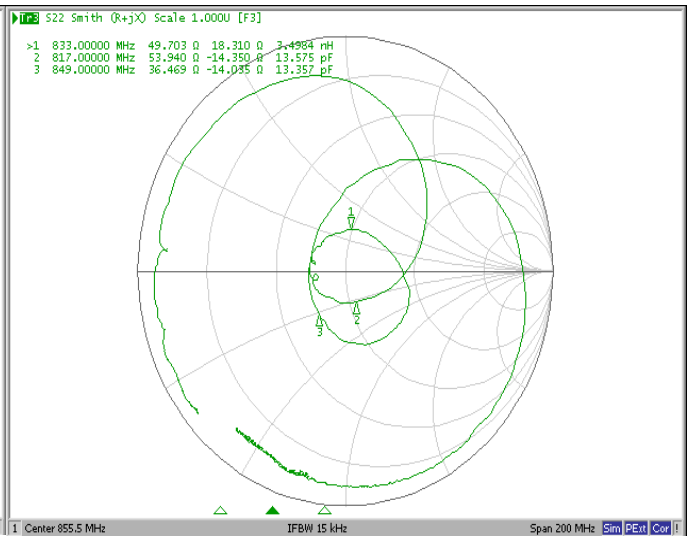 Tr3 S22 Smith (R+jX) Scale 1.000U [F3]
>1 833.00000 MHz 49.703 Ω 18.310 Ω 3.4984 nH
2 817.00000 MHz 53.940 Ω -14.350 Ω 13.575 pF
3 849.00000 MHz 36.469 Ω -14.035 Ω 13.357 pF
1
2
3
1 Center 855.5 MHz IFBW 15 kHz Span 200 MHz Sim PExt Cor !